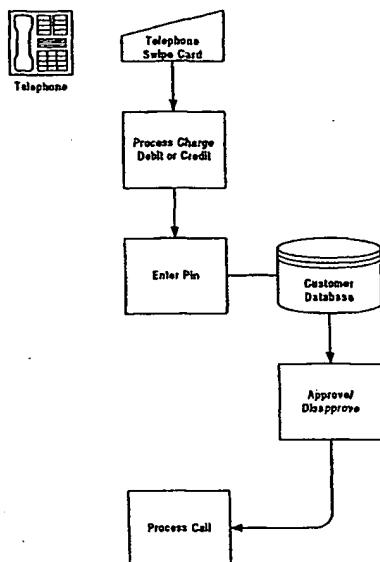 Telephone
Swipe Card
Telephone
Process Charge
Debit or Credit
Enter Pin
Customer
Database
Approve/
Disapprove
Process Call